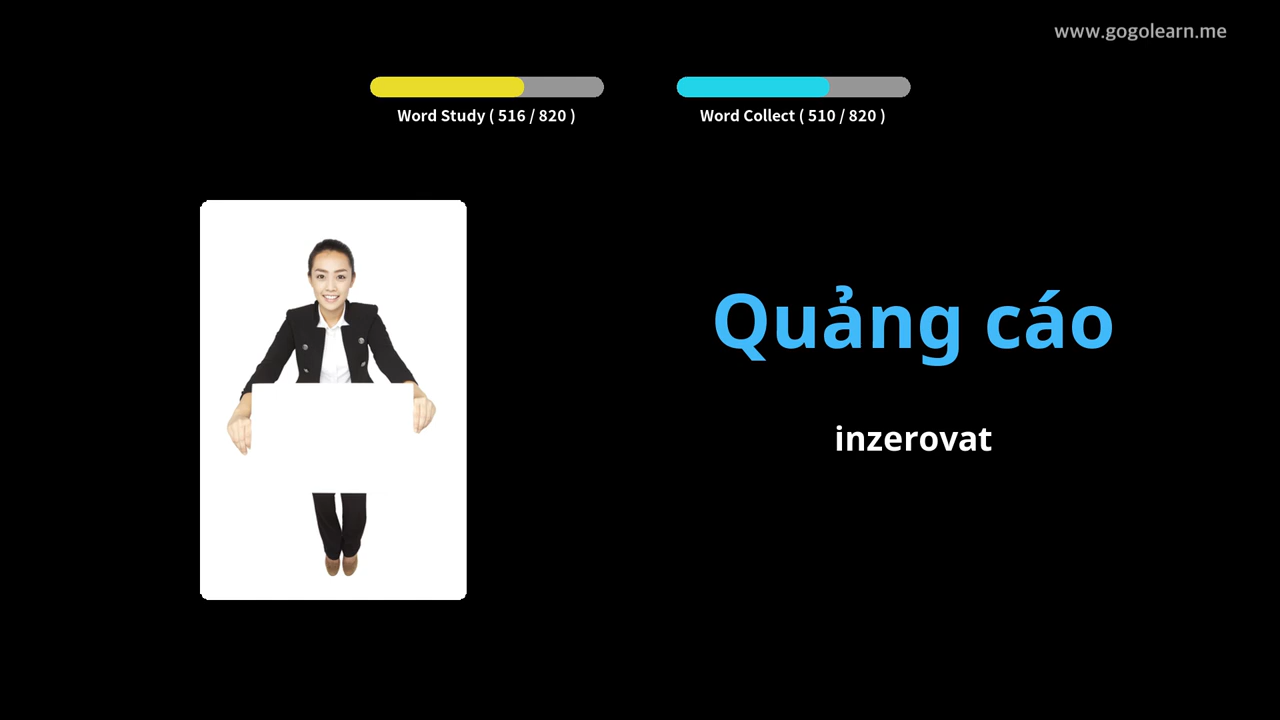 www.gogolearn.me
Word Study ( 516 / 820 )
Word Collect ( 510 / 820 )
Quảng cáo
inzerovat